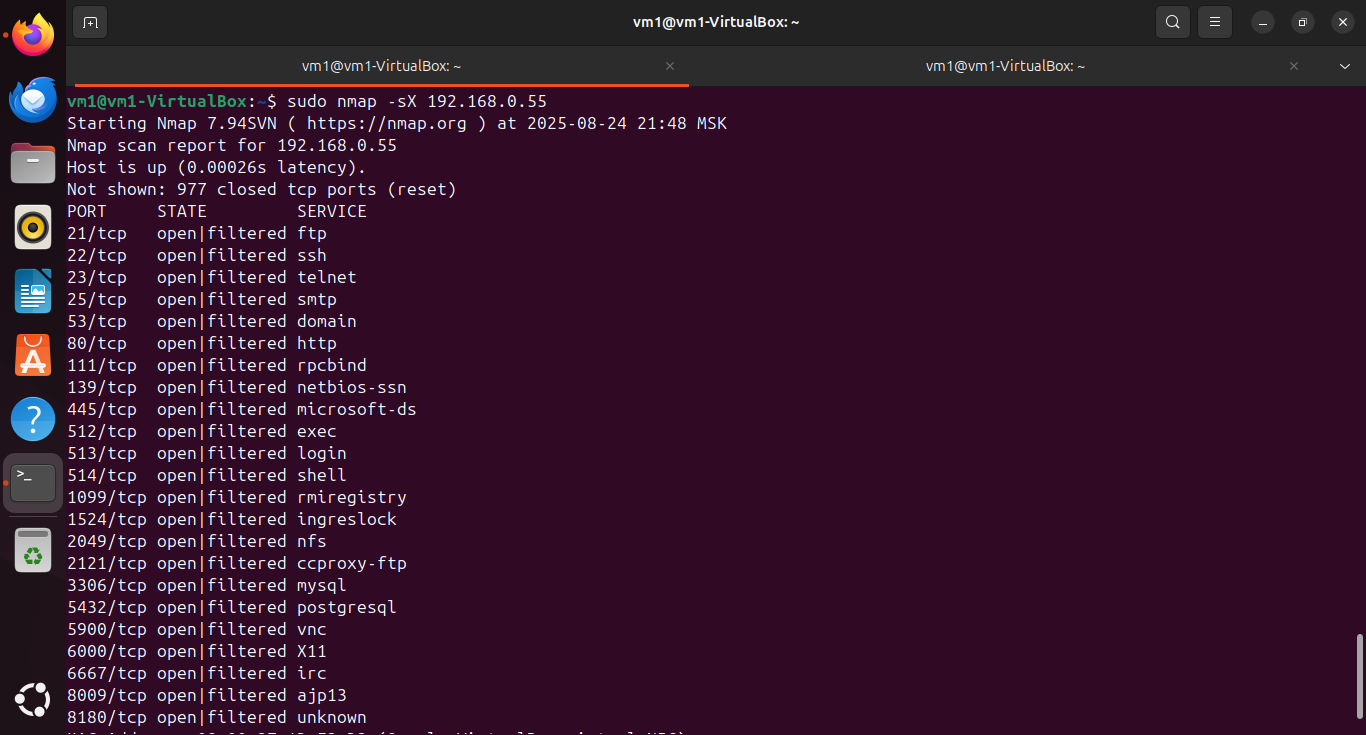 vm1@vm1-VirtualBox: ~
vm1@vm1-VirtualBox: ~
vm1@vm1-VirtualBox: ~
vm1@vm1-VirtualBox:~$ sudo nmap -sX 192.168.0.55
Starting Nmap 7.94SVN ( https://nmap.org ) at 2025-08-24 21:48 MSK
Nmap scan report for 192.168.0.55
Host is up (0.00026s latency).
Not shown: 977 closed tcp ports (reset)
PORT STATE SERVICE
21/tcp open|filtered ftp
22/tcp open|filtered ssh
23/tcp open|filtered telnet
25/tcp open|filtered smtp
53/tcp open|filtered domain
80/tcp open|filtered http
111/tcp open|filtered rpcbind
139/tcp open|filtered netbios-ssn
445/tcp open|filtered microsoft-ds
512/tcp open|filtered exec
513/tcp open|filtered login
514/tcp open|filtered shell
1099/tcp open|filtered rmiregistry
1524/tcp open|filtered ingreslock
2049/tcp open|filtered nfs
2121/tcp open|filtered ccproxy-ftp
3306/tcp open|filtered mysql
5432/tcp open|filtered postgresql
5900/tcp open|filtered vnc
6000/tcp open|filtered X11
6667/tcp open|filtered irc
8009/tcp open|filtered ajp13
8180/tcp open|filtered unknown